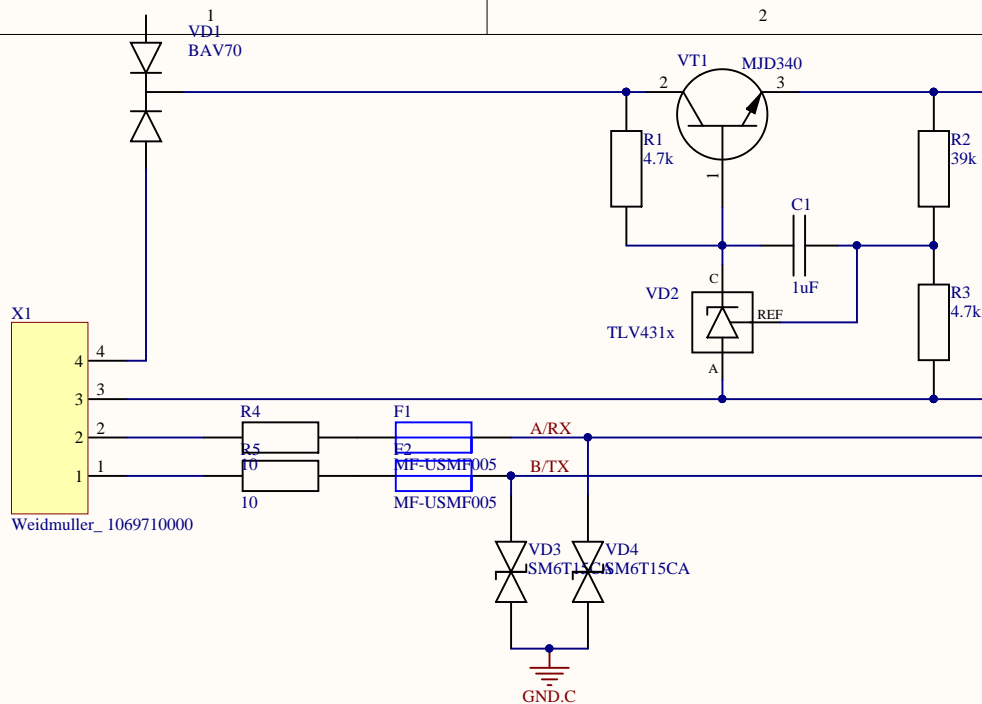 1
2
VD1
BAV70
VT1
MJD340
2
3
R1
4.7k
R2
39k
1
C1
C
VD2
1uF
R3
4.7k
REF
TLV431x
A
X1
4
4
3
3
R4
F1
2
2
A/RX
R5
F2
10
MF-USMF005
1
1
B/TX
10
MF-USMF005
Weidmuller_ 1069710000
VD3
VD4
SM6T15CA
SM6T15CA
GND.C